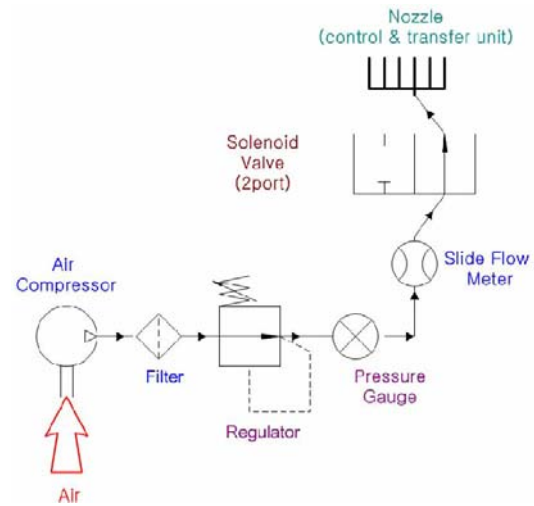 Nozzle
(control & transfer unit)
Solenoid
Valve
(2port)
Slide Flow
Meter
Air
Compressor
Filter
Pressure
Gauge
Regulator
Air